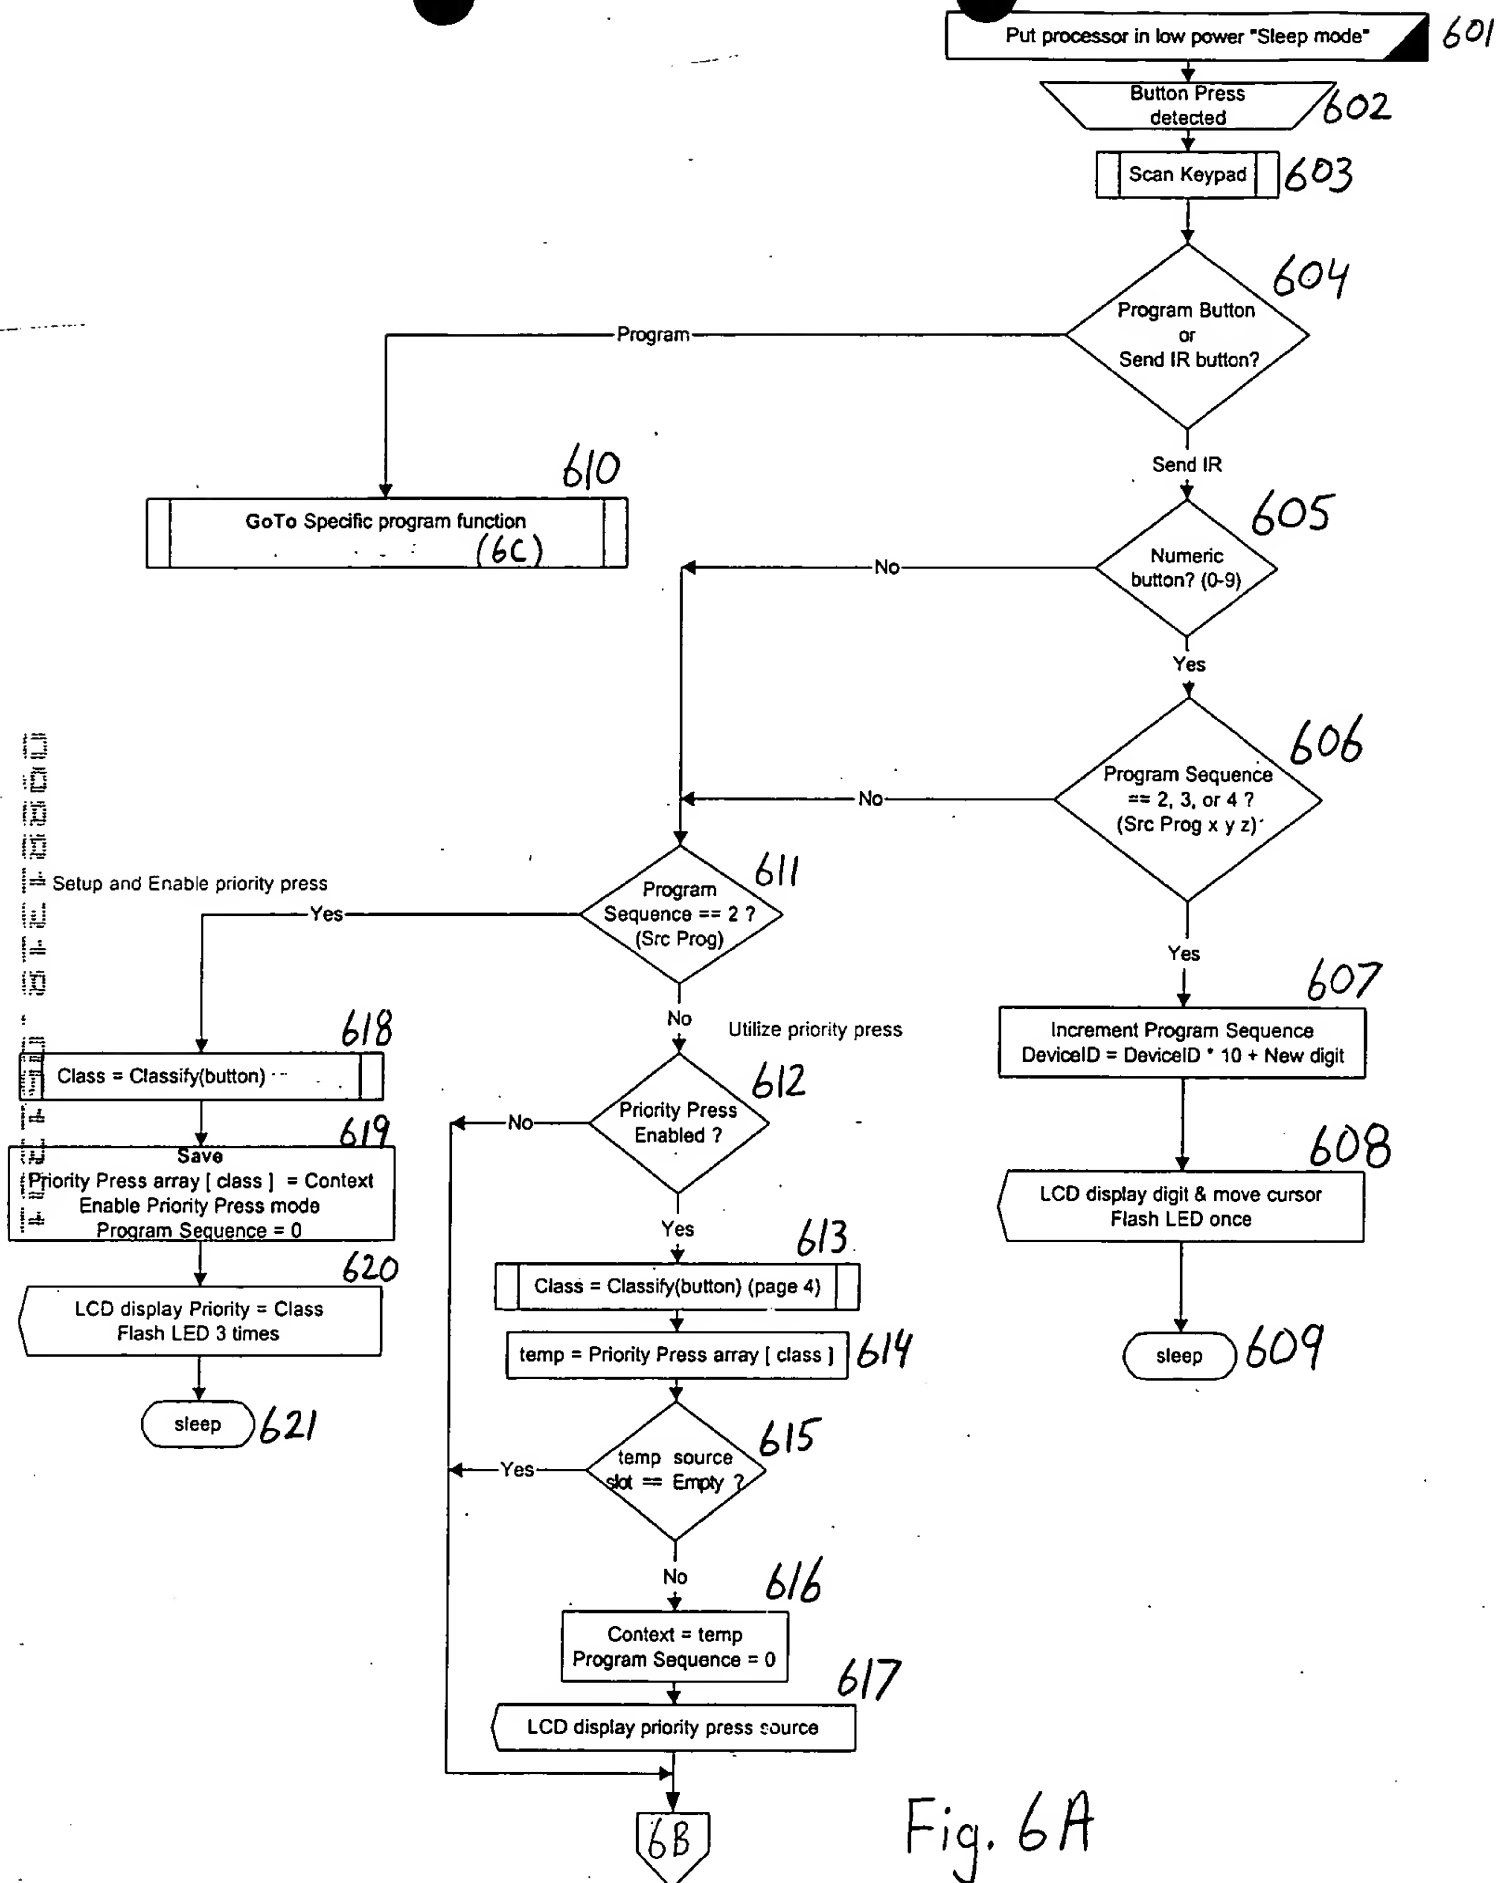 Put processor in low power "Sleep mode"
601
Button Press
detected
602
Scan Keypad
603
604
Program Button
or
Send IR button?
Program
Send IR
610
GoTo Specific program function
(6C)
605
Numeric
button? (0-9)
No
Yes
606
Program Sequence
== 2, 3, or 4 ?
(Src Prog x y z)
No
Yes
607
Increment Program Sequence
DeviceID = DeviceID * 10 + New digit
608
LCD display digit & move cursor
Flash LED once
sleep
609
611
Program
Sequence == 2 ?
(Src Prog)
Setup and Enable priority press
Yes
No
Utilize priority press
618
Class = Classify(button)
619
Save
Priority Press array [ class ] = Context
Enable Priority Press mode
Program Sequence = 0
620
LCD display Priority = Class
Flash LED 3 times
sleep
621
612
Priority Press
Enabled ?
No
Yes
613
Class = Classify(button) (page 4)
temp = Priority Press array [ class ]
614
615
temp source
slot == Empty ?
Yes
No
616
Context = temp
Program Sequence = 0
617
LCD display priority press source
6B
Fig. 6A